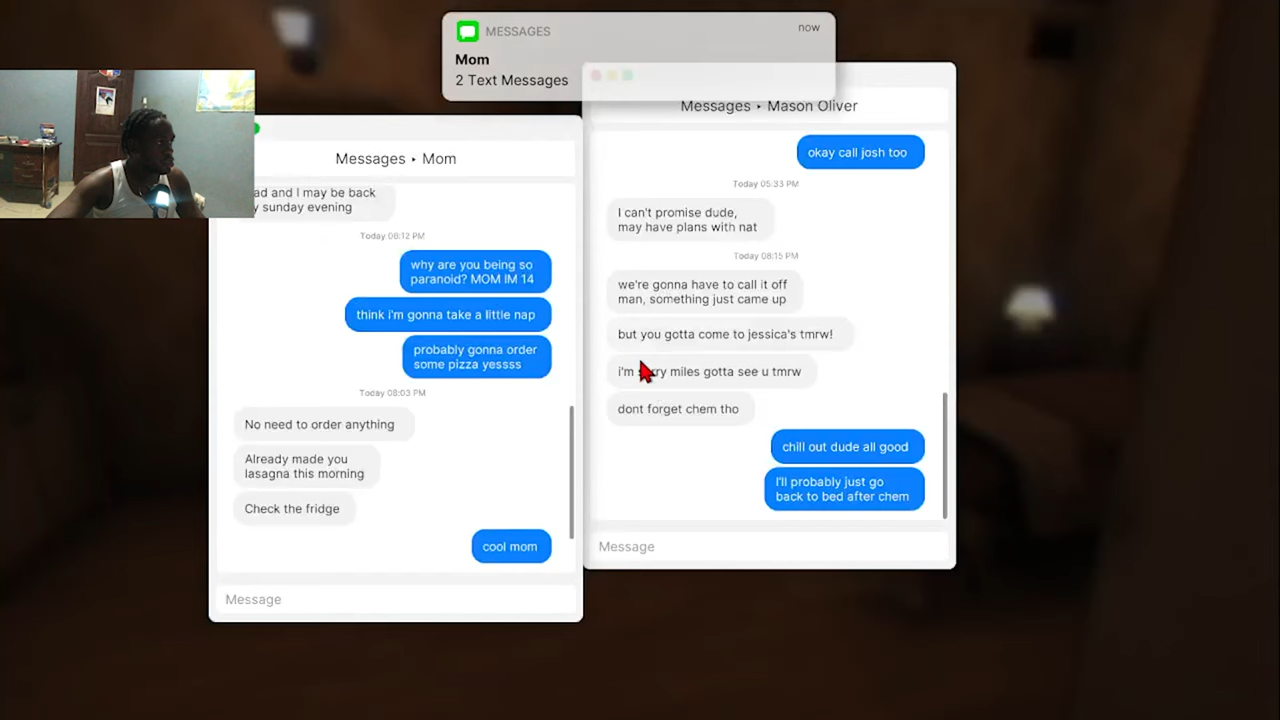 MESSAGES
now
Mom
2 Text Messages
Messages ‣ Mom
ad and I may be back
sunday evening
Today 06:12 PM
why are you being so
paranoid? MOM IM 14
think i'm gonna take a little nap
probably gonna order
some pizza yessss
Today 08:03 PM
No need to order anything
Already made you
lasagna this morning
Check the fridge
cool mom
Message
Messages ‣ Mason Oliver
okay call josh too
Today 05:33 PM
I can't promise dude,
may have plans with nat
Today 08:15 PM
we're gonna have to call it off
man, something just came up
but you gotta come to jessica's tmrw!
i'm miles gotta see u tmrw
dont forget chem tho
chill out dude all good
I'll probably just go
back to bed after chem
Message